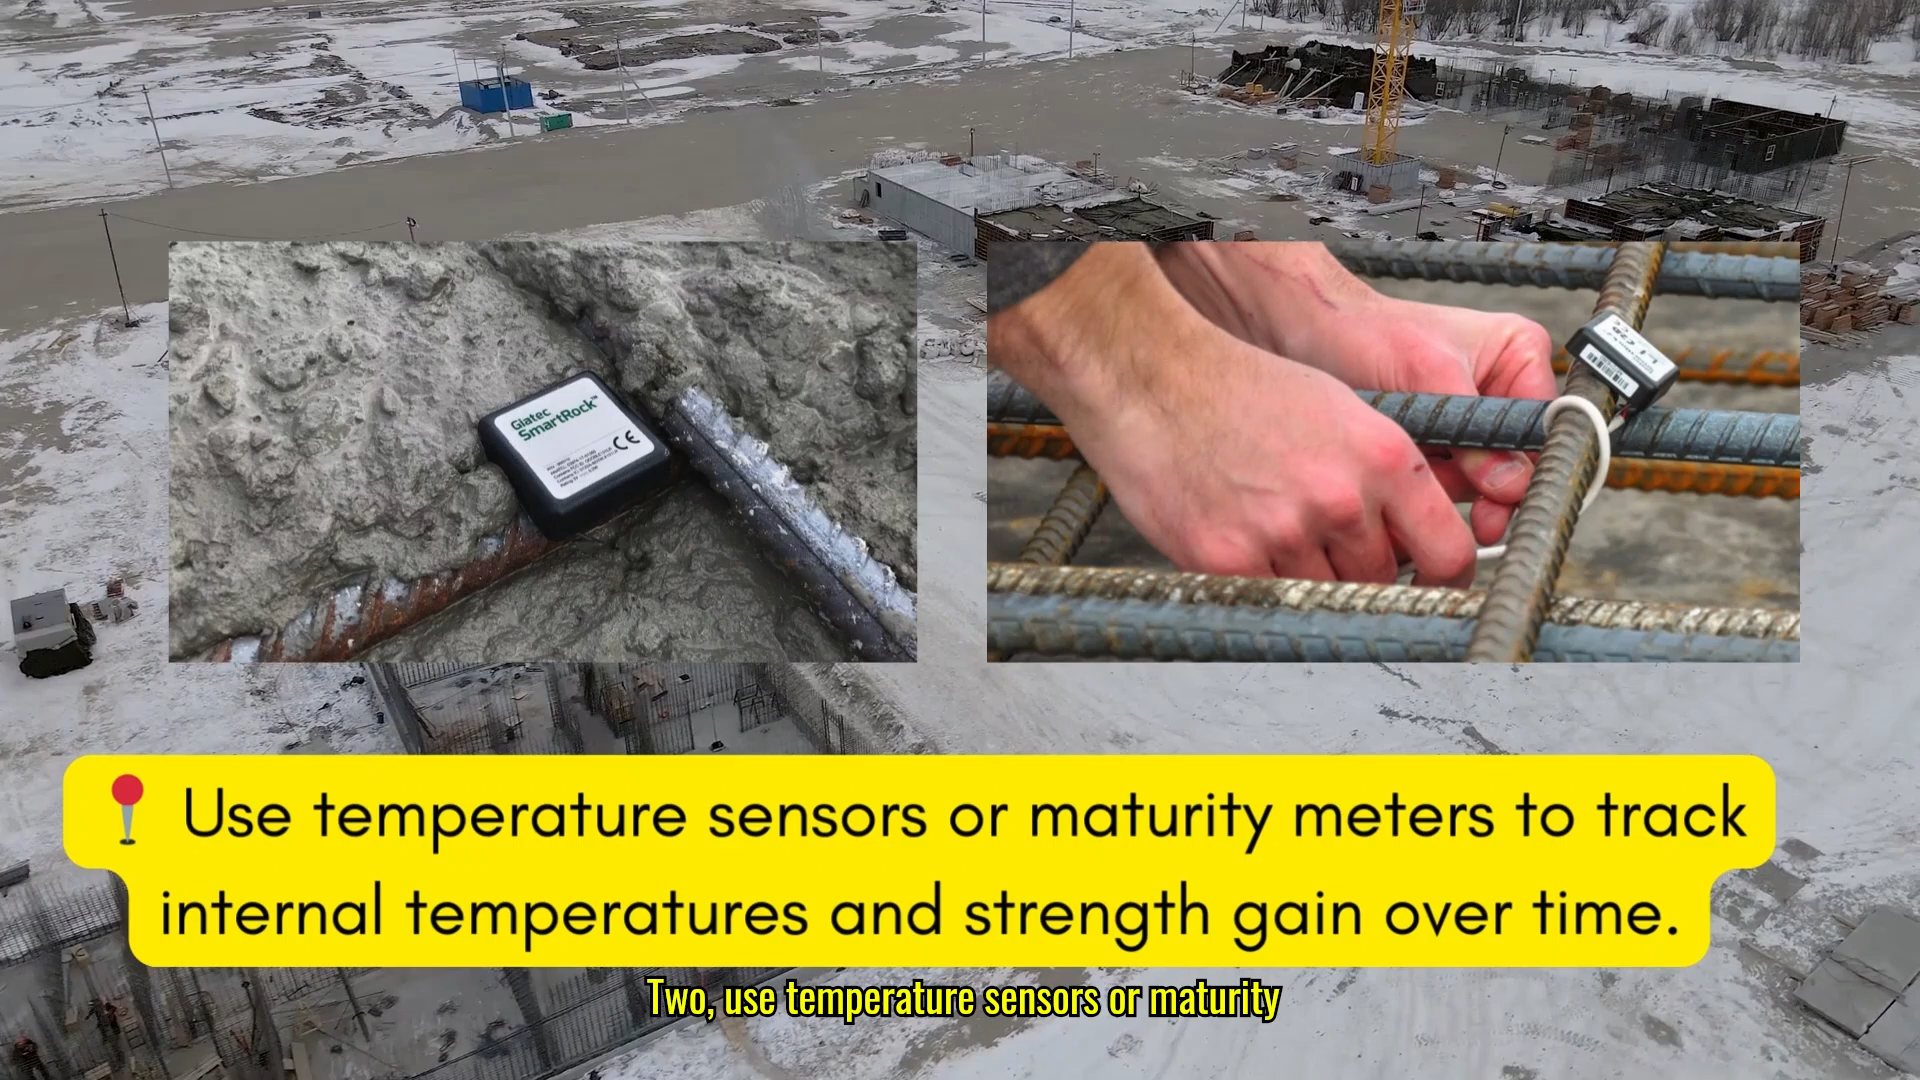 Giatec
SmartRock™
CE
📍 Use temperature sensors or maturity meters to track
internal temperatures and strength gain over time.
Two, use temperature sensors or maturity